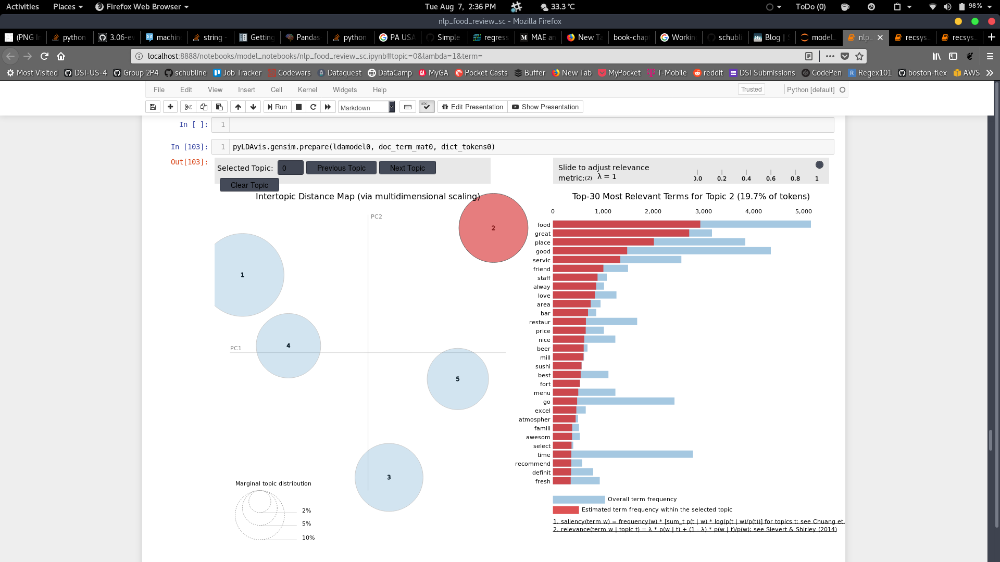 Activities Places Firefox Web Browser Tue Aug 7, 2:36 PM 33.3 °C ToDo (0) 98%
nlp_food_review_sc - Mozilla Firefox
(PNG I python 3.06-ev machin string - Getting Pandas- python PA USA Simple regress MAE an New Ta book-chap Workin schubli Blog | S model_ nlp_ recsys_ recsys_
localhost:8888/notebooks/model_notebooks/nlp_food_review_sc.ipynb#topic=0&lambda=1&term=
Most Visited DSI-US-4 Group 2P4 schubline Job Tracker Codewars Dataquest DataCamp MyGA Pocket Casts Buffer New Tab MyPocket T-Mobile reddit DSI Submissions CodePen Regex101 boston-flex AWS
File Edit View Insert Cell Kernel Widgets Help Trusted Python [default]
Run Markdown abc Edit Presentation Show Presentation
In [ ]: 1
In [103]: 1 pyLDAvis.gensim.prepare(ldamodel0, doc_term_mat0, dict_tokens0)
Out[103]:
Selected Topic: 0 Previous Topic Next Topic
Clear Topic
Slide to adjust relevance
metric:(2) λ = 1
0.0 0.2 0.4 0.6 0.8 1
Intertopic Distance Map (via multidimensional scaling)
PC2
2
1
4
PC1
5
3
Marginal topic distribution
2%
5%
10%
Top-30 Most Relevant Terms for Topic 2 (19.7% of tokens)
0 1,000 2,000 3,000 4,000 5,000
food
great
place
good
servic
friend
staff
alway
love
area
bar
restaur
price
nice
beer
mill
sushi
best
fort
menu
go
excel
atmospher
famili
awesom
select
time
recommend
definit
fresh
Overall term frequency
Estimated term frequency within the selected topic
1. saliency(term w) = frequency(w) * [sum_t p(t | w) * log(p(t | w)/p(t))] for topics t; see Chuang et.
2. relevance(term w | topic t) = λ * p(w | t) + (1 - λ) * p(w | t)/p(w); see Sievert & Shirley (2014)